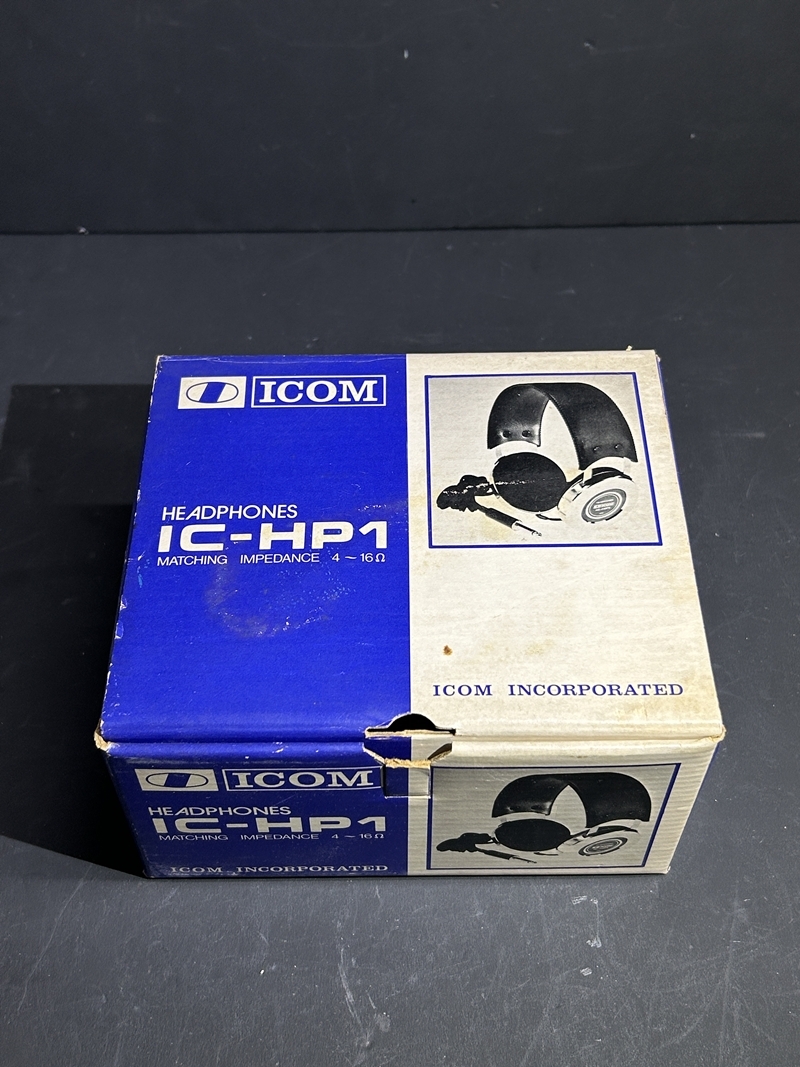 ICOM
HEADPHONES
IC-HP1
MATCHING IMPEDANCE 4 ~ 16Ω
ICOM INCORPORATED
ICOM
HEADPHONES
IC-HP1
MATCHING IMPEDANCE 4 ~ 16Ω
ICOM INCORPORATED